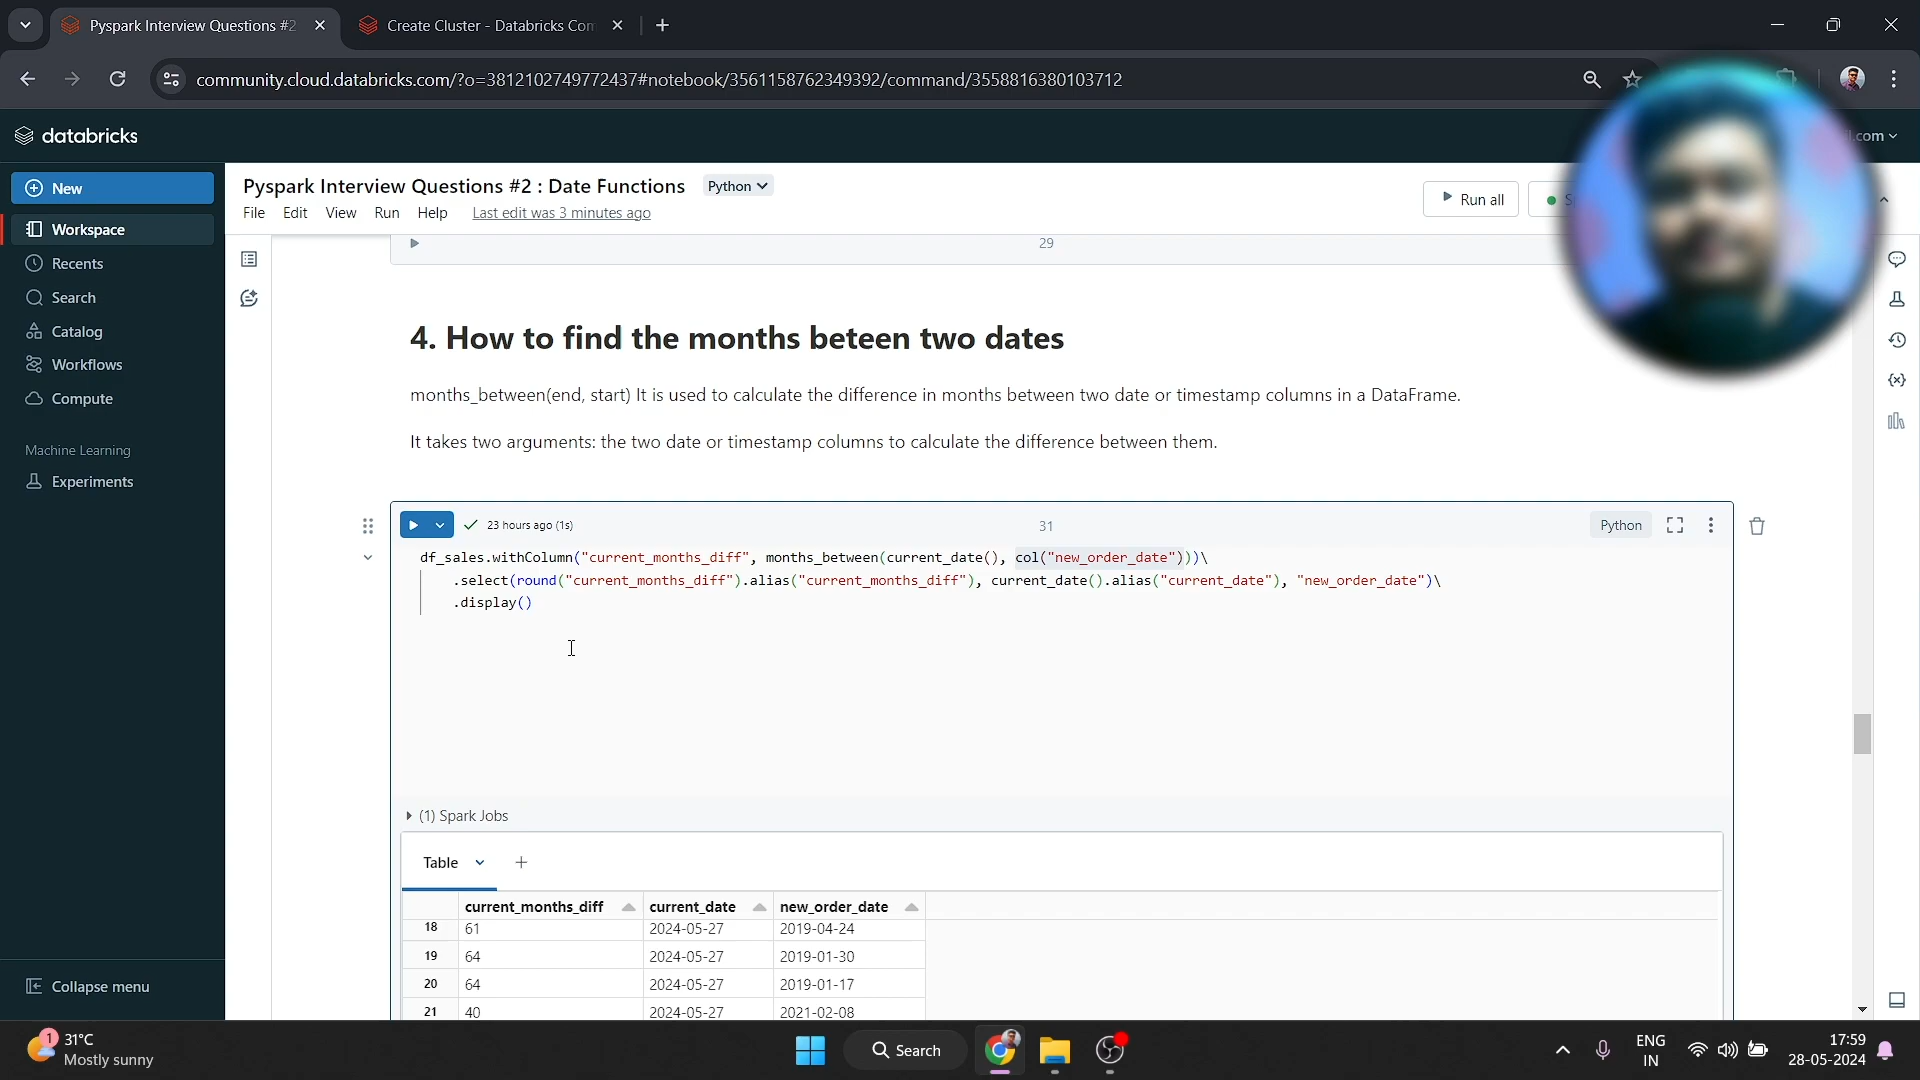 Pyspark Interview Questions #2
Create Cluster - Databricks Com
community.cloud.databricks.com/?o=3812102749772437#notebook/3561158762349392/command/3558816380103712
databricks
.com
New
Workspace
Recents
Search
Catalog
Workflows
Compute
Machine Learning
Experiments
Collapse menu
Pyspark Interview Questions #2 : Date Functions Python
File Edit View Run Help Last edit was 3 minutes ago
Run all
29
4. How to find the months beteen two dates
months_between(end, start) It is used to calculate the difference in months between two date or timestamp columns in a DataFrame.
It takes two arguments: the two date or timestamp columns to calculate the difference between them.
23 hours ago (1s) 31 Python
df_sales.withColumn("current_months_diff", months_between(current_date(), col("new_order_date")))\
.select(round("current_months_diff").alias("current_months_diff"), current_date().alias("current_date"), "new_order_date")\
.display()
(1) Spark Jobs
Table +
current_months_diff current_date new_order_date
18 61 2024-05-27 2019-04-24
19 64 2024-05-27 2019-01-30
20 64 2024-05-27 2019-01-17
21 40 2024-05-27 2021-02-08
1 31°C
Mostly sunny
Search
ENG
IN
17:59
28-05-2024